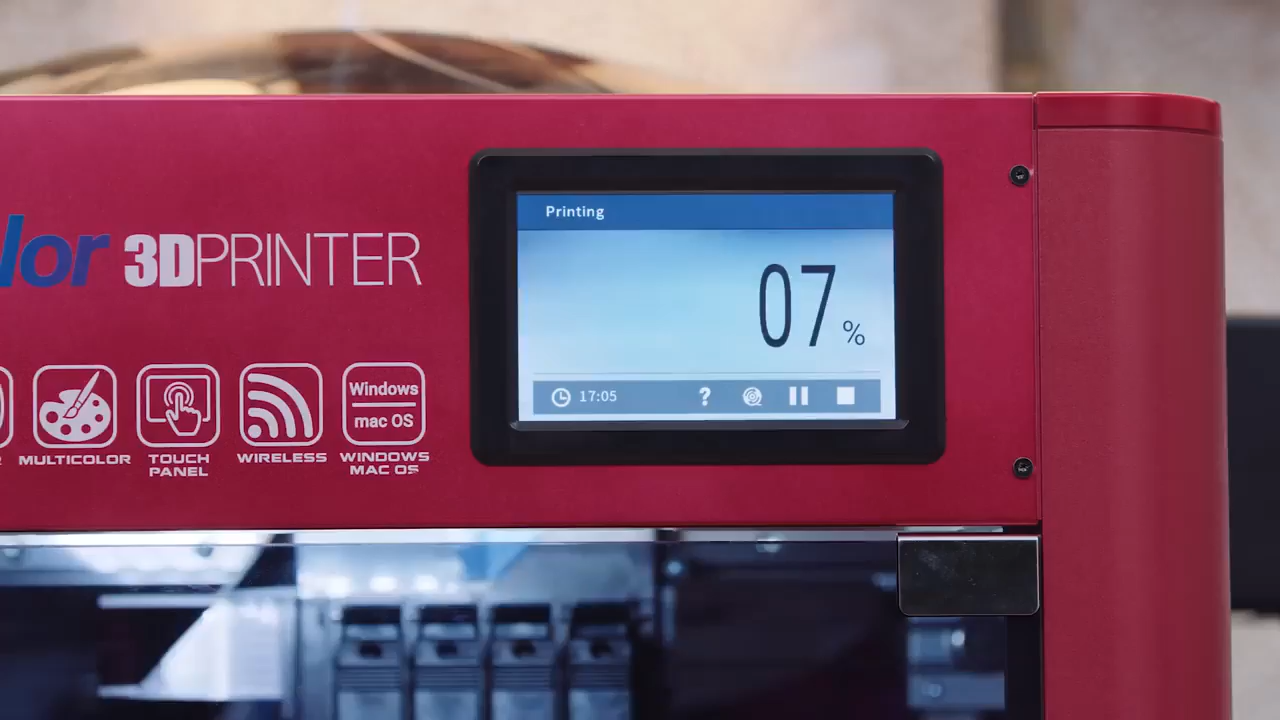 Printing
07 %
17:05
?
lor 3DPRINTER
Windows
mac OS
MULTICOLOR
TOUCH
PANEL
WIRELESS
WINDOWS
MAC OS